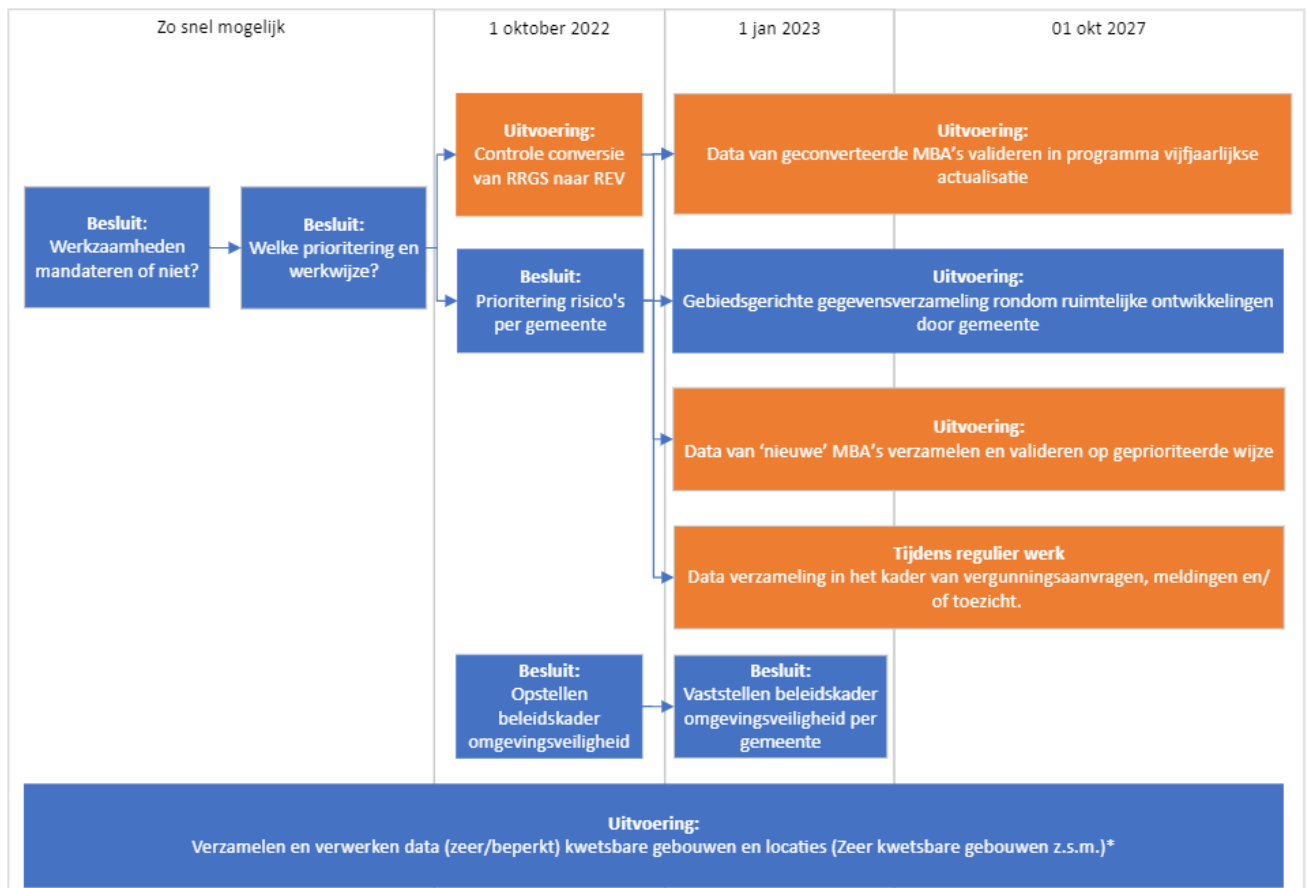 Zo snel mogelijk
1 oktober 2022
1 jan 2023
01 okt 2027
Uitvoering:
Controle conversie
van RRGS naar REV
Uitvoering:
Data van geconverteerde MBA's valideren in programma vijfjaarlijkse
actualisatie
Besluit:
Werkzaamheden
mandateren of niet?
Besluit:
Welke prioritering en
werkwijze?
Besluit:
Prioritering risico's
per gemeente
Uitvoering:
Gebiedsgerichte gegevensverzameling rondom ruimtelijke ontwikkelingen
door gemeente
Uitvoering:
Data van ‘nieuwe’ MBA’s verzamelen en valideren op geprioriteerde wijze
Tijdens regulier werk
Data verzameling in het kader van vergunningsaanvragen, meldingen en/
of toezicht.
Besluit:
Opstellen
beleidskader
omgevingsveiligheid
Besluit:
Vaststellen beleidskader
omgevingsveiligheid per
gemeente
Uitvoering:
Verzamelen en verwerken data (zeer/beperkt) kwetsbare gebouwen en locaties (Zeer kwetsbare gebouwen z.s.m.)*